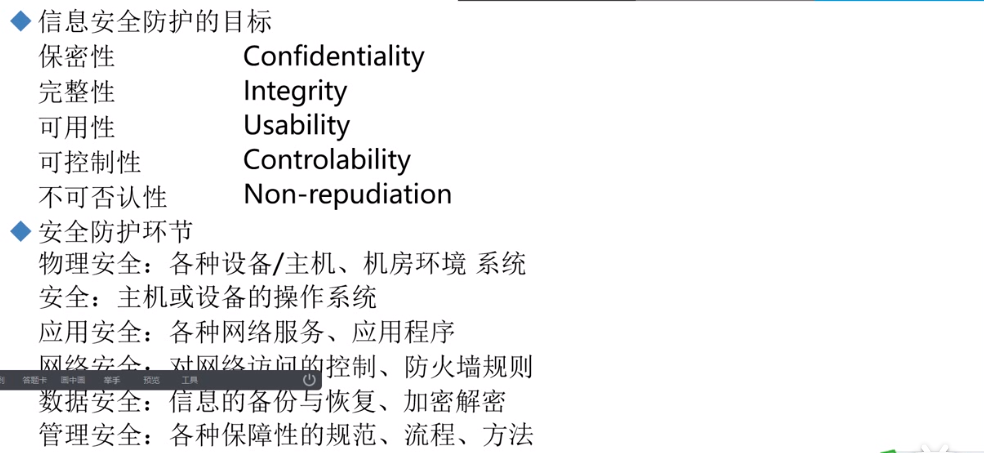 信息安全防护的目标
保密性 Confidentiality
完整性 Integrity
可用性 Usability
可控制性 Controlability
不可否认性 Non-repudiation
安全防护环节
物理安全：各种设备/主机、机房环境 系统
安全：主机或设备的操作系统
应用安全：各种网络服务、应用程序
网络安全：对网络访问的控制、防火墙规则
答题卡 画中画 举手 预览 工具
数据安全：信息的备份与恢复、加密解密
管理安全：各种保障性的规范、流程、方法